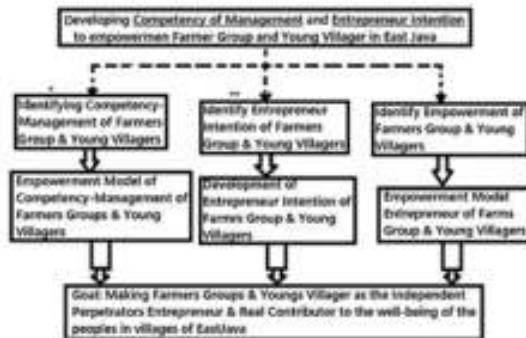 Developing Competency of Management and Entrepreneur Intention
to empowermen Farmer Group and Young Villager in East Java
Identifying Competency-
Management of Farmers
Group & Young Villagers
Identify Entrepreneur
Intention of Farmers
Group & Young Villagers
Identify Empowerment of
Farmers Group & Young
Villagers
Empowerment Model of
Competency-Management of
Farmers Groups & Young
Villagers
Development of
Entrepreneur Intention of
Farms Group & Young
Villagers
Empowerment Model
Entrepreneur of Farms
Group & Young Villagers
Goal: Making Farmers Groups & Youngs Villager as the Independent
Perpetrators Entrepreneur & Real Contributor to the well-being of the
peoples in villages of EastJava